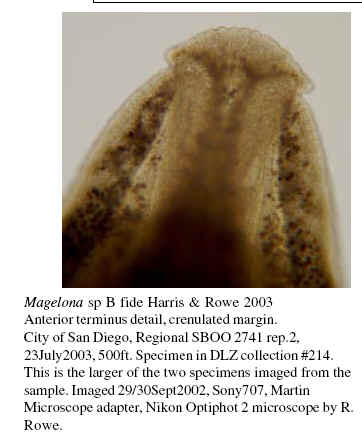 Magelona sp B fide Harris & Rowe 2003
Anterior terminus detail, crenulated margin.
City of San Diego, Regional SBOO 2741 rep.2,
23July2003, 500ft. Specimen in DLZ collection #214.
This is the larger of the two specimens imaged from the
sample. Imaged 29/30Sept2002, Sony707, Martin
Microscope adapter, Nikon Optiphot 2 microscope by R.
Rowe.